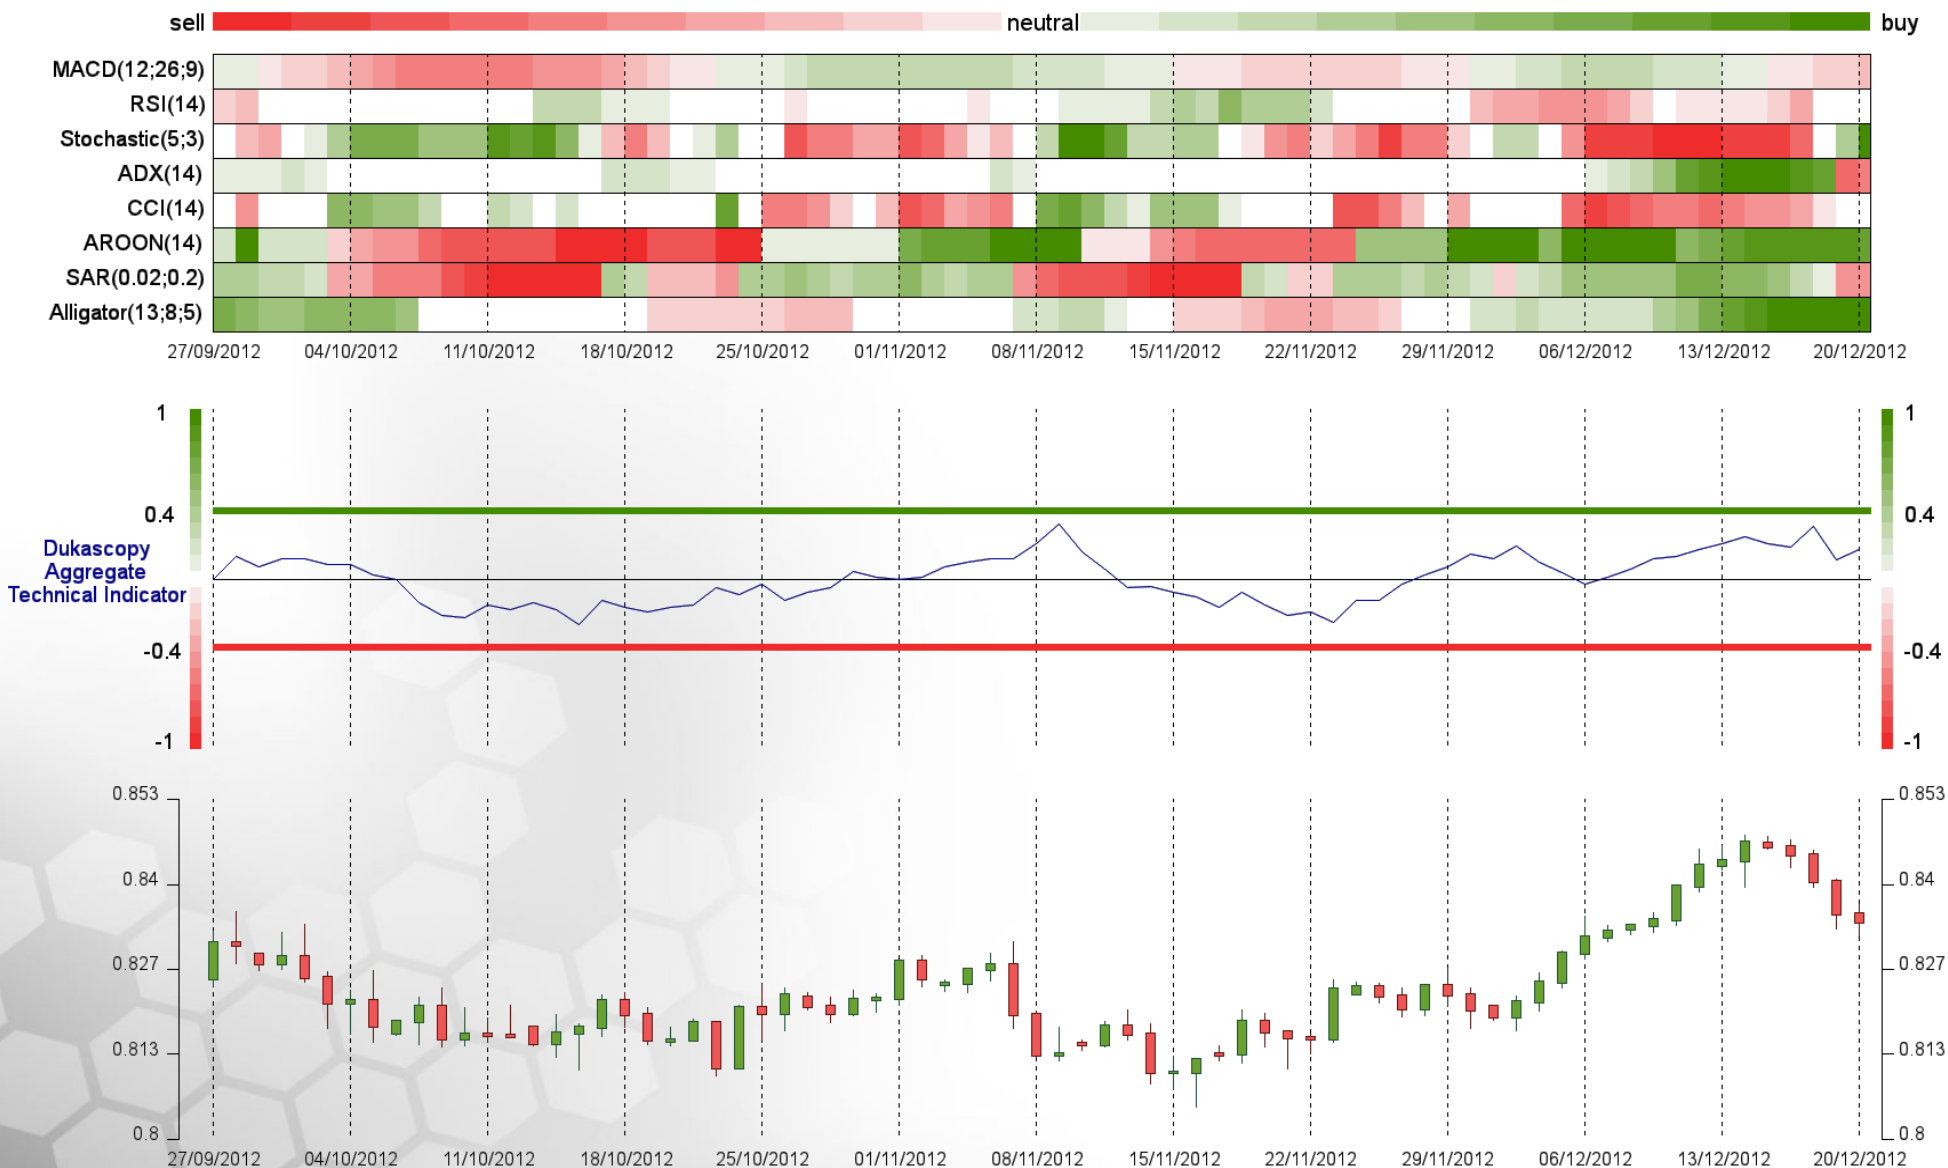 sell neutral buy
MACD(12;26;9)
RSI(14)
Stochastic(5;3)
ADX(14)
CCI(14)
AROON(14)
SAR(0.02;0.2)
Alligator(13;8;5)
27/09/2012 04/10/2012 11/10/2012 18/10/2012 25/10/2012 01/11/2012 08/11/2012 15/11/2012 22/11/2012 29/11/2012 06/12/2012 13/12/2012 20/12/2012
1 1
0.4 0.4
Dukascopy
Aggregate
Technical Indicator
-0.4 -0.4
-1 -1
0.853 0.853
0.84 0.84
0.827 0.827
0.813 0.813
0.8 0.8
27/09/2012 04/10/2012 11/10/2012 18/10/2012 25/10/2012 01/11/2012 08/11/2012 15/11/2012 22/11/2012 29/11/2012 06/12/2012 13/12/2012 20/12/2012